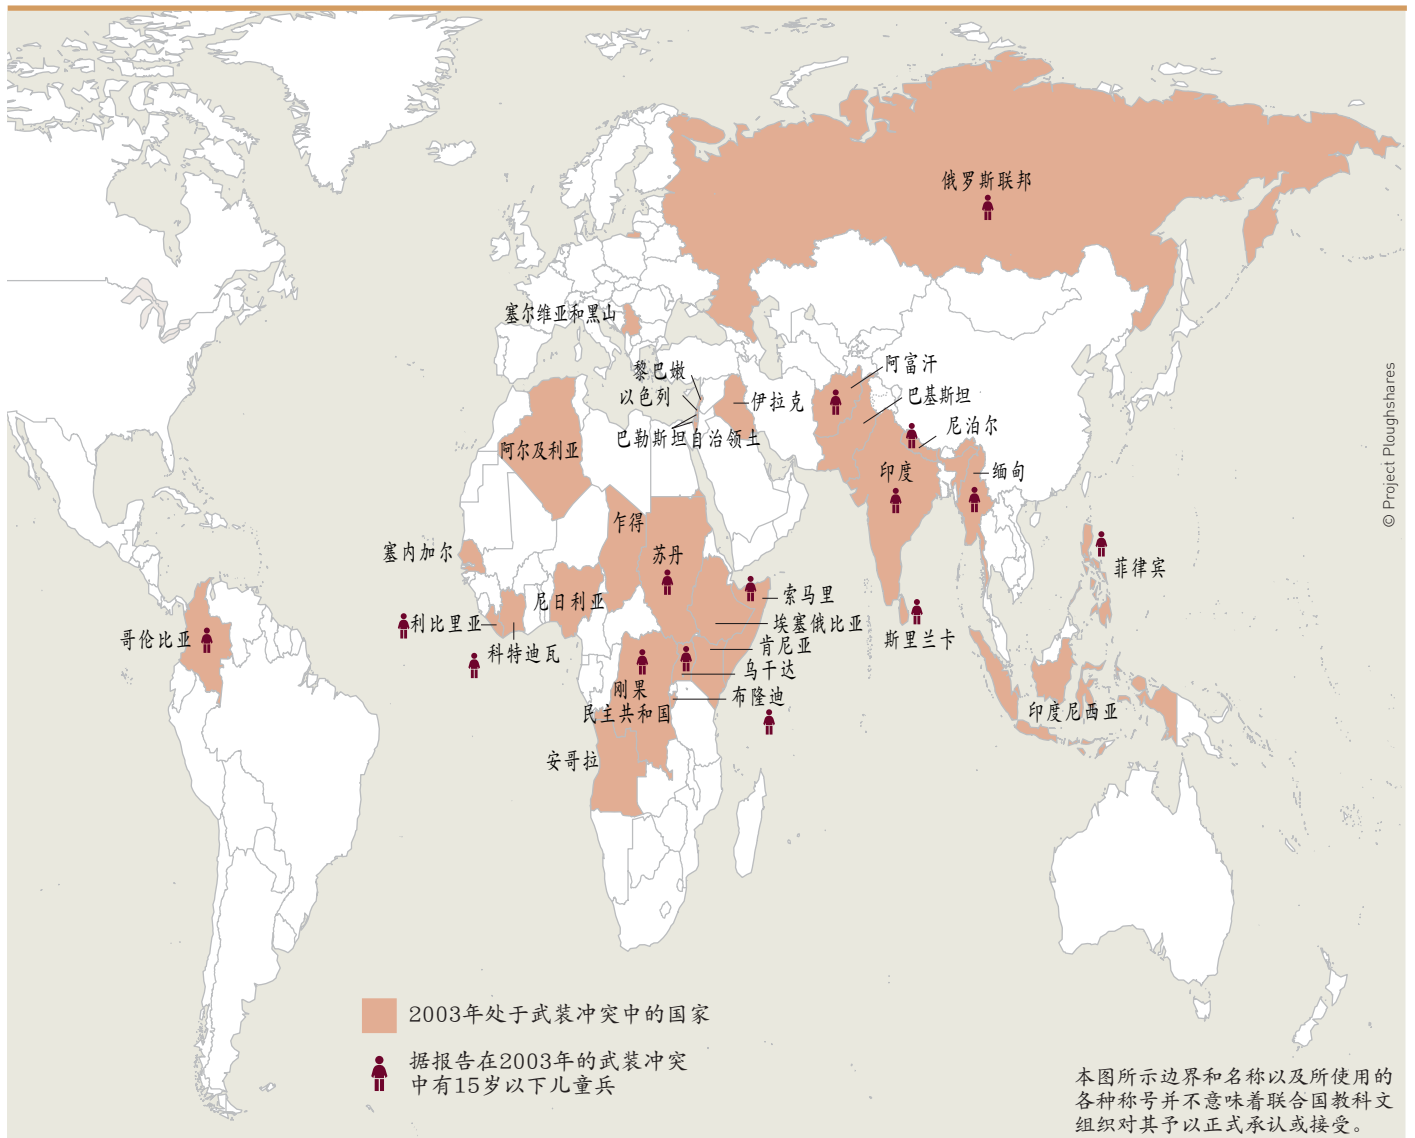 俄罗斯联邦
塞尔维亚和黑山
黎巴嫩
以色列
伊拉克
巴勒斯坦自治领土
阿富汗
巴基斯坦
尼泊尔
阿尔及利亚
印度
缅甸
乍得
塞内加尔
苏丹
菲律宾
尼日利亚
索马里
利比里亚
埃塞俄比亚
斯里兰卡
哥伦比亚
科特迪瓦
肯尼亚
乌干达
刚果
民主共和国
布隆迪
印度尼西亚
安哥拉
© Project Ploughshares
2003年处于武装冲突中的国家
据报告在2003年的武装冲突
中有15岁以下儿童兵
本图所示边界和名称以及所使用的
各种称号并不意味着联合国教科文
组织对其予以正式承认或接受。